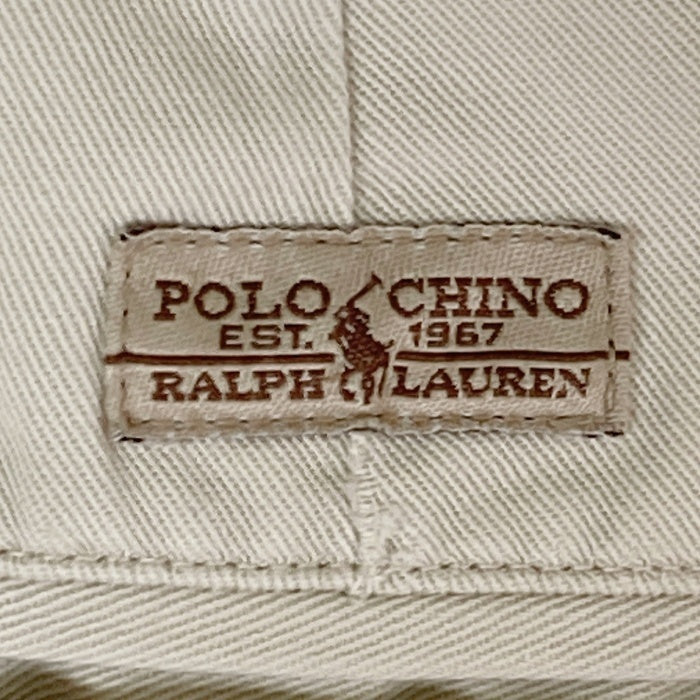 POLO CHINO
EST. 1967
RALPH LAUREN